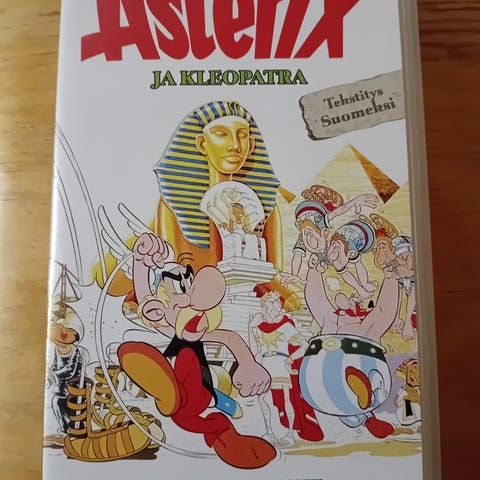 Asterix
JA KLEOPATRA
Tekstitys
Suomeksi